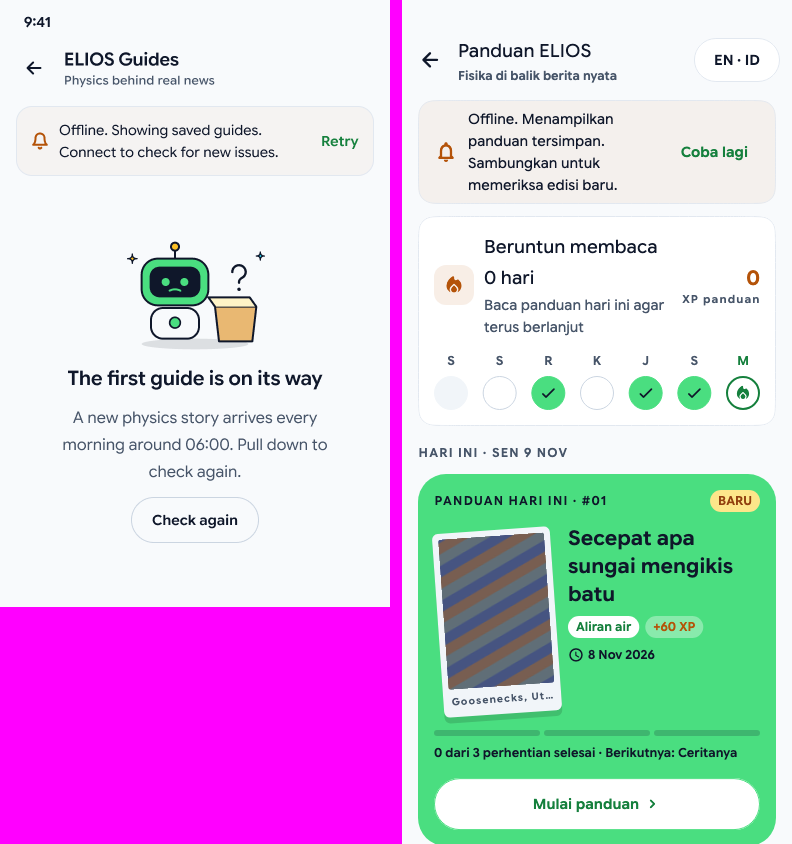 9:41
ELIOS Guides
Physics behind real news
Offline. Showing saved guides.
Connect to check for new issues.
Retry
?
The first guide is on its way
A new physics story arrives every
morning around 06:00. Pull down to
check again.
Check again
Panduan ELIOS
Fisika di balik berita nyata
EN · ID
Offline. Menampilkan
panduan tersimpan.
Sambungkan untuk
memeriksa edisi baru.
Coba lagi
Beruntun membaca
0 hari
Baca panduan hari ini agar
terus berlanjut
0
XP panduan
S S R K J S M
HARI INI · SEN 9 NOV
PANDUAN HARI INI · #01
BARU
Secepat apa
sungai mengikis
batu
Aliran air
+60 XP
8 Nov 2026
Goosenecks, Ut…
0 dari 3 perhentian selesai · Berikutnya: Ceritanya
Mulai panduan